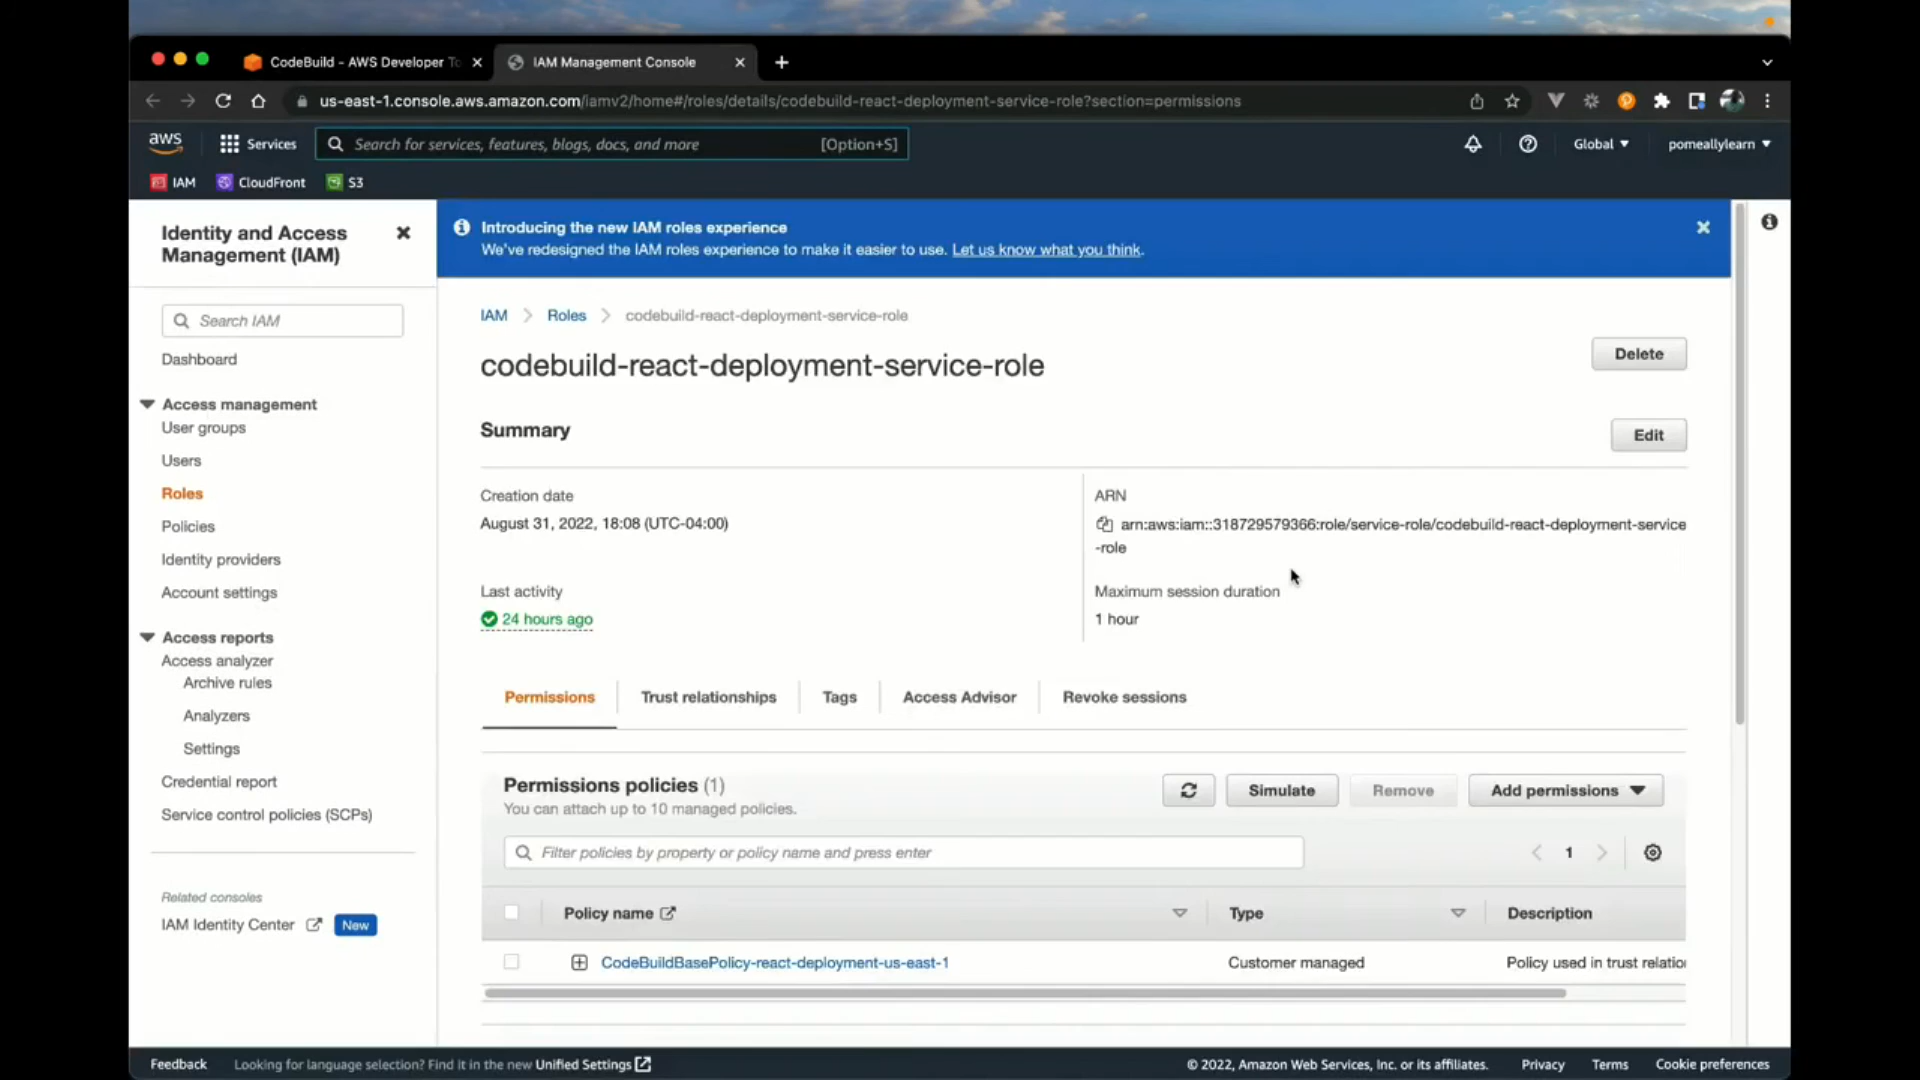 CodeBuild - AWS Developer To
IAM Management Console
us-east-1.console.aws.amazon.com/iamv2/home#/roles/details/codebuild-react-deployment-service-role?section=permissions
aws
Services
Search for services, features, blogs, docs, and more
[Option+S]
Global
pomeallylearn
IAM
CloudFront
S3
Identity and Access
Management (IAM)
Search IAM
Dashboard
Access management
User groups
Users
Roles
Policies
Identity providers
Account settings
Access reports
Access analyzer
Archive rules
Analyzers
Settings
Credential report
Service control policies (SCPs)
Related consoles
IAM Identity Center
New
Introducing the new IAM roles experience
We've redesigned the IAM roles experience to make it easier to use. Let us know what you think.
IAM
Roles
codebuild-react-deployment-service-role
codebuild-react-deployment-service-role
Delete
Summary
Edit
Creation date
August 31, 2022, 18:08 (UTC-04:00)
ARN
arn:aws:iam::318729579366:role/service-role/codebuild-react-deployment-service
-role
Last activity
24 hours ago
Maximum session duration
1 hour
Permissions
Trust relationships
Tags
Access Advisor
Revoke sessions
Permissions policies (1)
You can attach up to 10 managed policies.
Simulate
Remove
Add permissions
Filter policies by property or policy name and press enter
1
Policy name
Type
Description
CodeBuildBasePolicy-react-deployment-us-east-1
Customer managed
Policy used in trust relation
Feedback
Looking for language selection? Find it in the new Unified Settings
© 2022, Amazon Web Services, Inc. or its affiliates.
Privacy
Terms
Cookie preferences